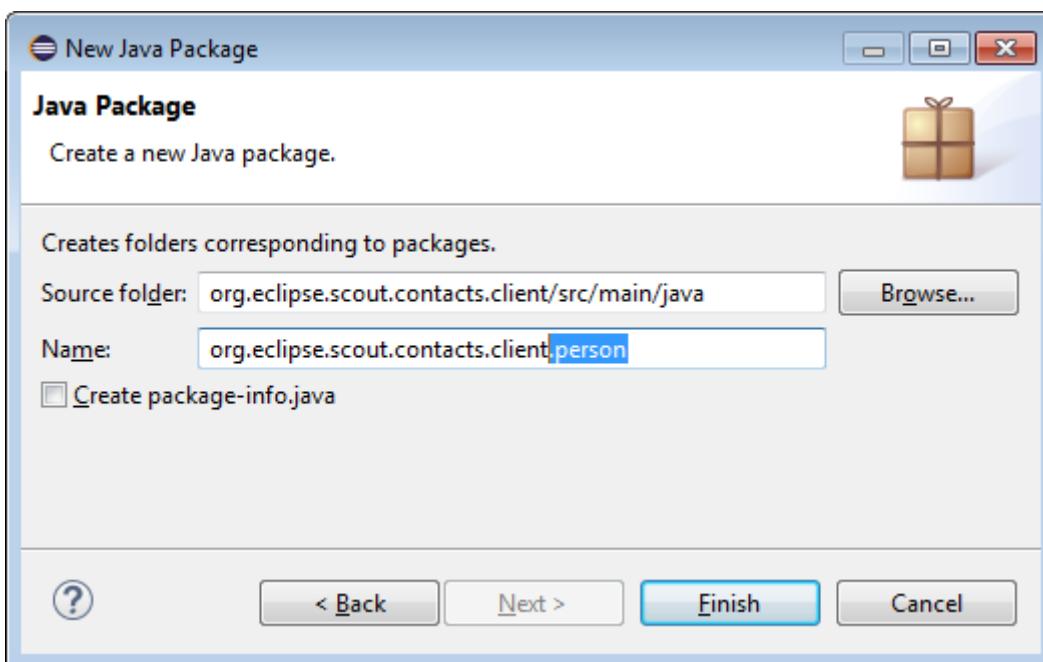 New Java Package
Java Package
Create a new Java package.
Creates folders corresponding to packages.
Source folder: org.eclipse.scout.contacts.client/src/main/java Browse...
Name: org.eclipse.scout.contacts.client.person
Create package-info.java
? < Back Next > Finish Cancel